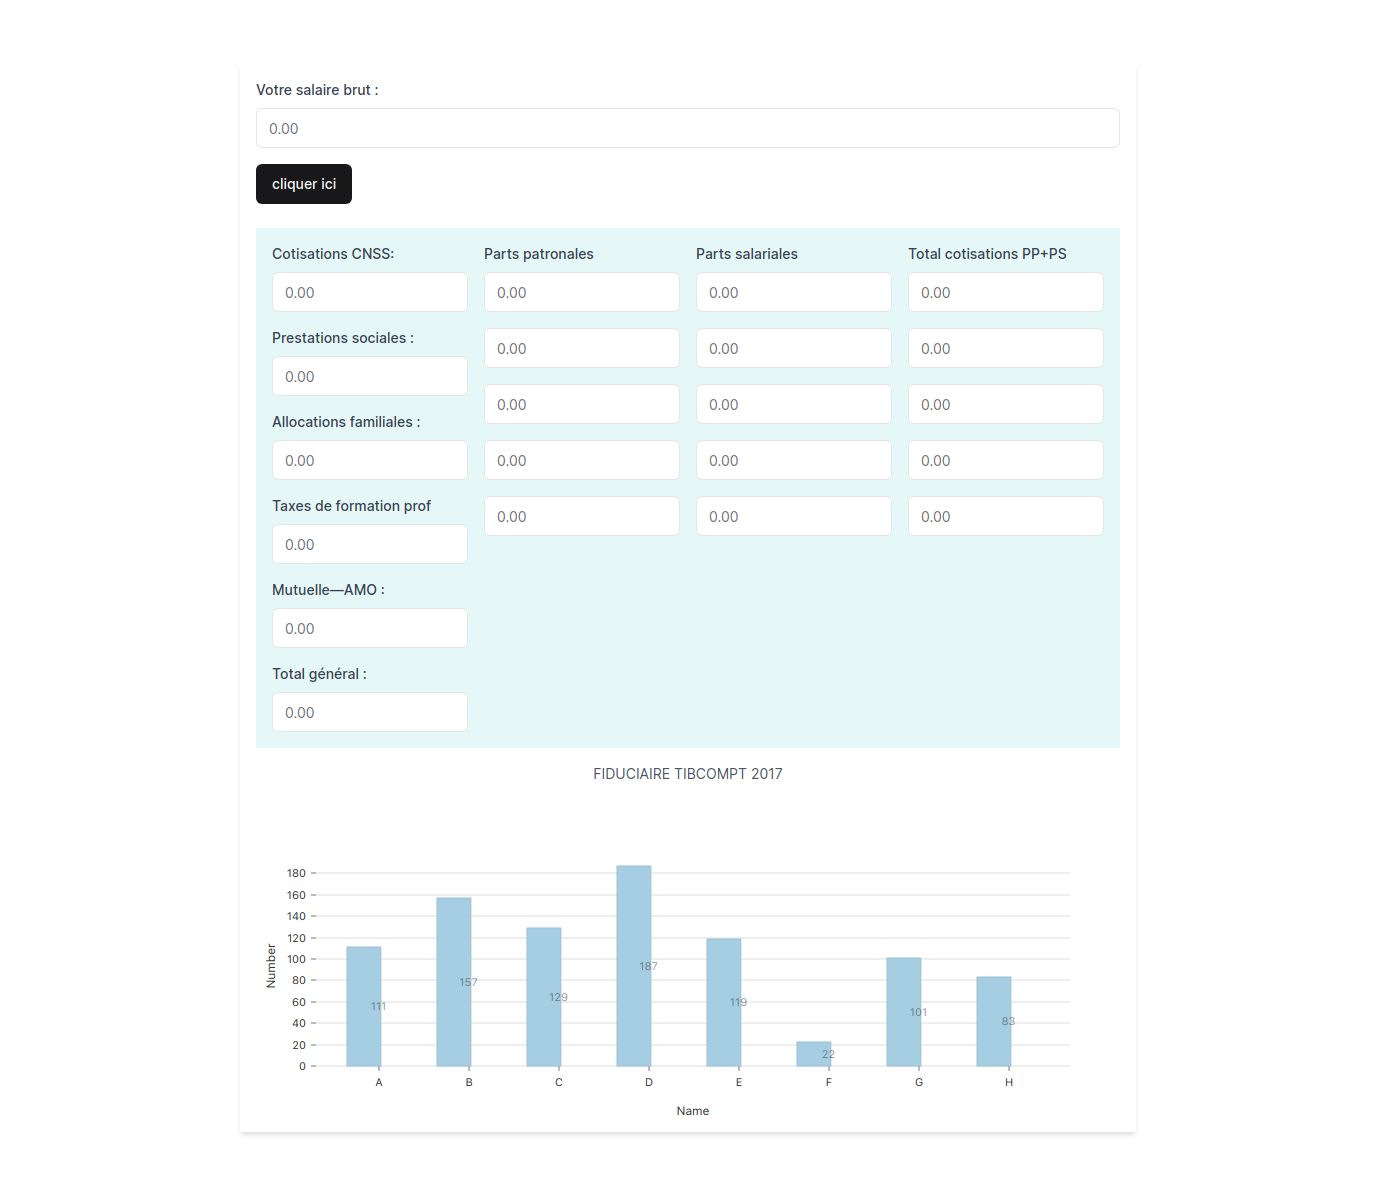 Votre salaire brut :
0.00
cliquer ici
Cotisations CNSS: Parts patronales Parts salariales Total cotisations PP+PS
0.00 0.00 0.00 0.00
Prestations sociales :
0.00 0.00 0.00
0.00
Allocations familiales :
0.00 0.00 0.00
0.00 0.00 0.00 0.00
Taxes de formation prof
0.00 0.00 0.00
0.00
Mutuelle—AMO :
0.00
Total général :
0.00
FIDUCIAIRE TIBCOMPT 2017
180
160
140
120
100
80
60
40
20
0
Number
111
157
129
187
119
22
101
83
A B C D E F G H
Name